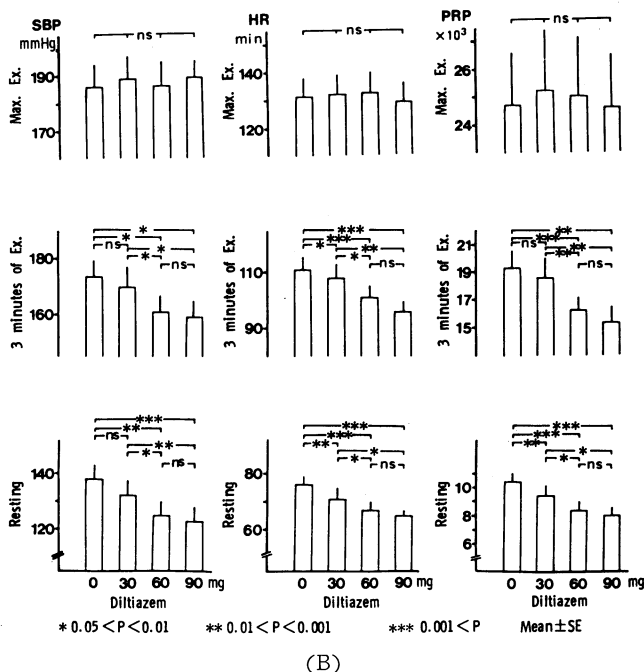 SBP HR PRP
mmHg min ×10³
ns ns ns
190 130 26
170 120 24
Max. Ex. Max. Ex. Max. Ex.
* *** **
* *** ***
ns * * ** ns **
* ns * ns ** ns
170 110 21
160 90 19
17
15
3 minutes of Ex. 3 minutes of Ex. 3 minutes of Ex.
*** *** ***
** *** ***
ns ** ** * ** *
* ns * ns * ns
140 80 10
120 60 8
6
Resting Resting Resting
0 30 60 90 mg 0 30 60 90 mg 0 30 60 90 mg
Diltiazem Diltiazem Diltiazem
* 0.05 < P < 0.01 ** 0.01 < P < 0.001 *** 0.001 < P Mean ± SE
(B)